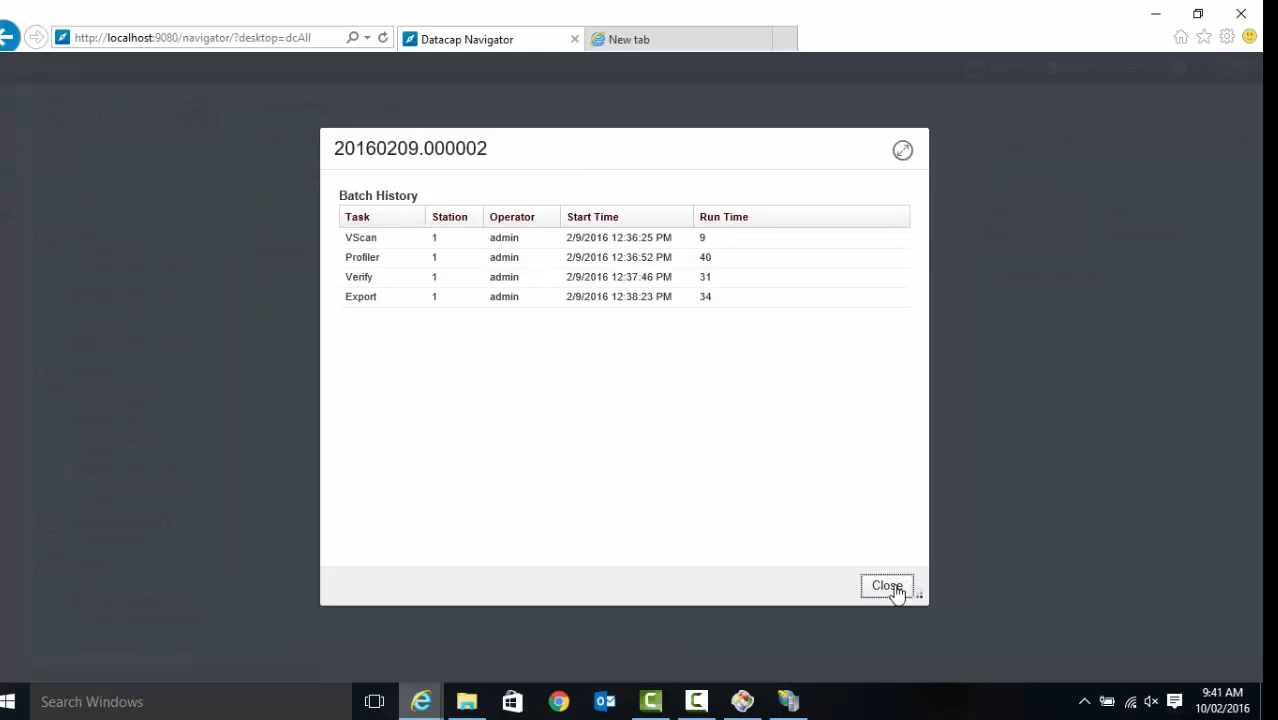 http://localhost:9080/navigator/?desktop=dcAll
Datacap Navigator
New tab
20160209.000002
Batch History
Task Station Operator Start Time Run Time
VScan 1 admin 2/9/2016 12:36:25 PM 9
Profiler 1 admin 2/9/2016 12:36:52 PM 40
Verify 1 admin 2/9/2016 12:37:46 PM 31
Export 1 admin 2/9/2016 12:38:23 PM 34
Close
Search Windows
9:41 AM
10/02/2016